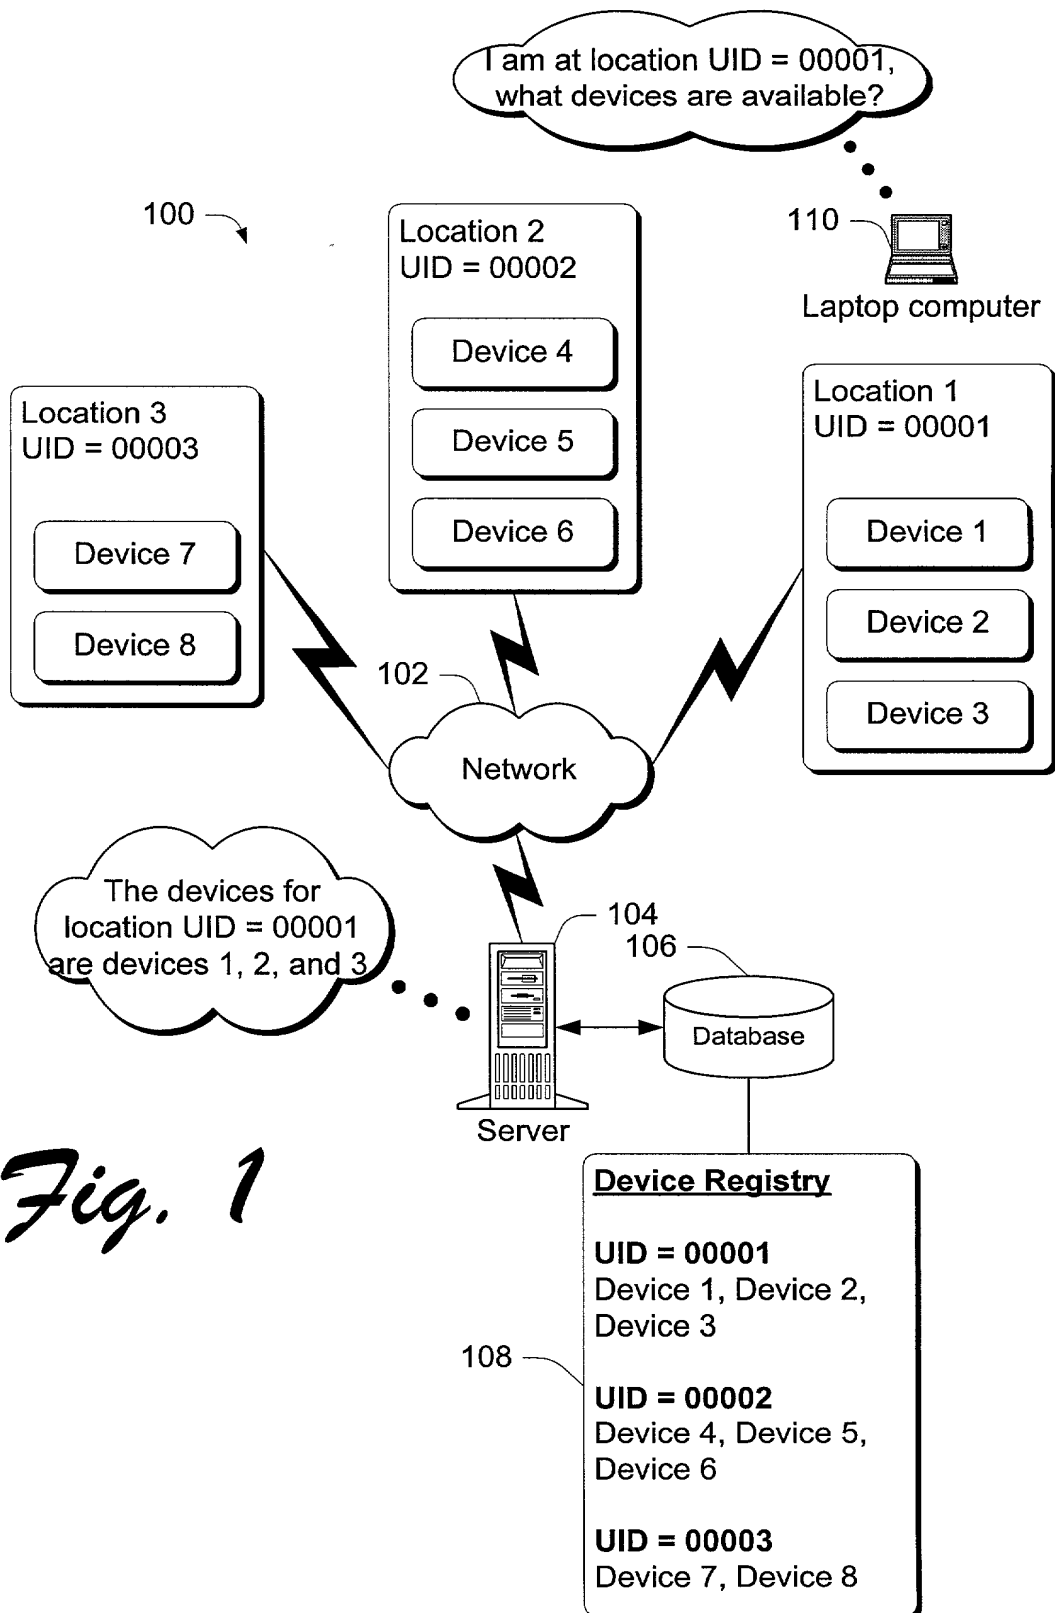 I am at location UID = 00001,
what devices are available?
100
110
Laptop computer
Location 2
UID = 00002
Device 4
Device 5
Device 6
Location 3
UID = 00003
Device 7
Device 8
Location 1
UID = 00001
Device 1
Device 2
Device 3
102
Network
The devices for
location UID = 00001
are devices 1, 2, and 3
104
106
Database
Server
Fig. 1
Device Registry
UID = 00001
Device 1, Device 2,
Device 3
108
UID = 00002
Device 4, Device 5,
Device 6
UID = 00003
Device 7, Device 8